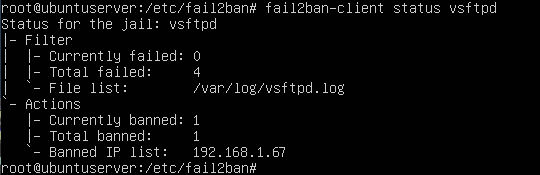 root@ubuntuserver:/etc/fail2ban# fail2ban-client status vsftpd
Status for the jail: vsftpd
|- Filter
|  |- Currently failed: 0
|  |- Total failed:     4
|  `- File list:        /var/log/vsftpd.log
`- Actions
   |- Currently banned: 1
   |- Total banned:     1
   `- Banned IP list:   192.168.1.67
root@ubuntuserver:/etc/fail2ban#